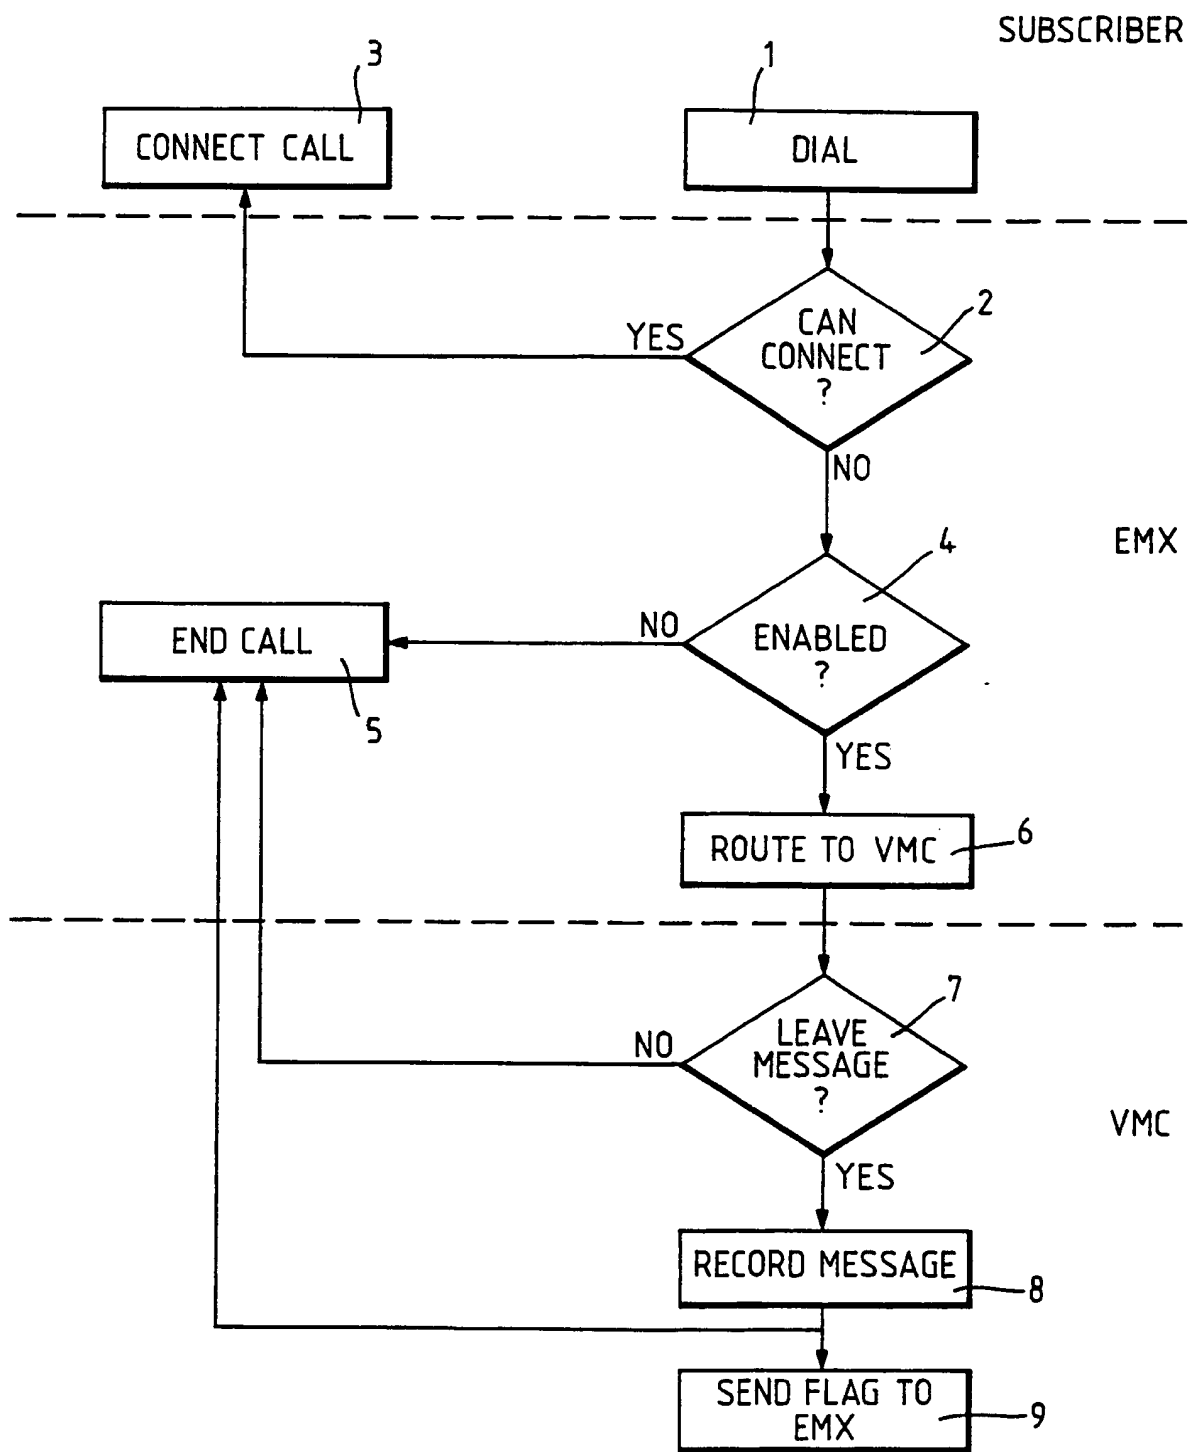 SUBSCRIBER
3
1
CONNECT CALL
DIAL
2
CAN
CONNECT
?
YES
NO
EMX
4
NO
ENABLED
?
END CALL
5
YES
6
ROUTE TO VMC
7
LEAVE
MESSAGE
?
NO
VMC
YES
RECORD MESSAGE
8
SEND FLAG TO
EMX
9